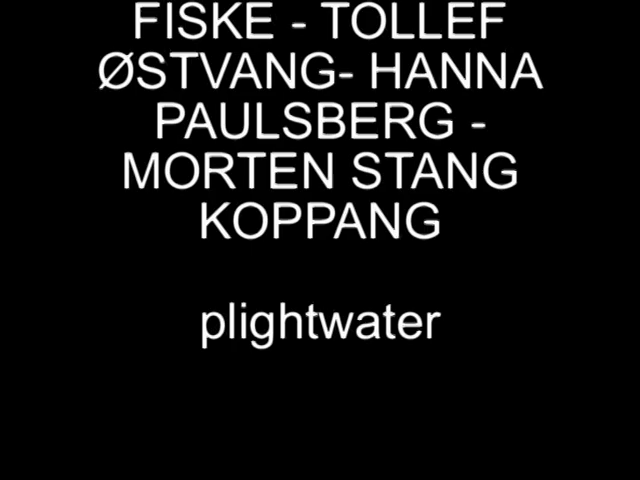 FISKE - TOLLEF
ØSTVANG- HANNA
PAULSBERG -
MORTEN STANG
KOPPANG
plightwater